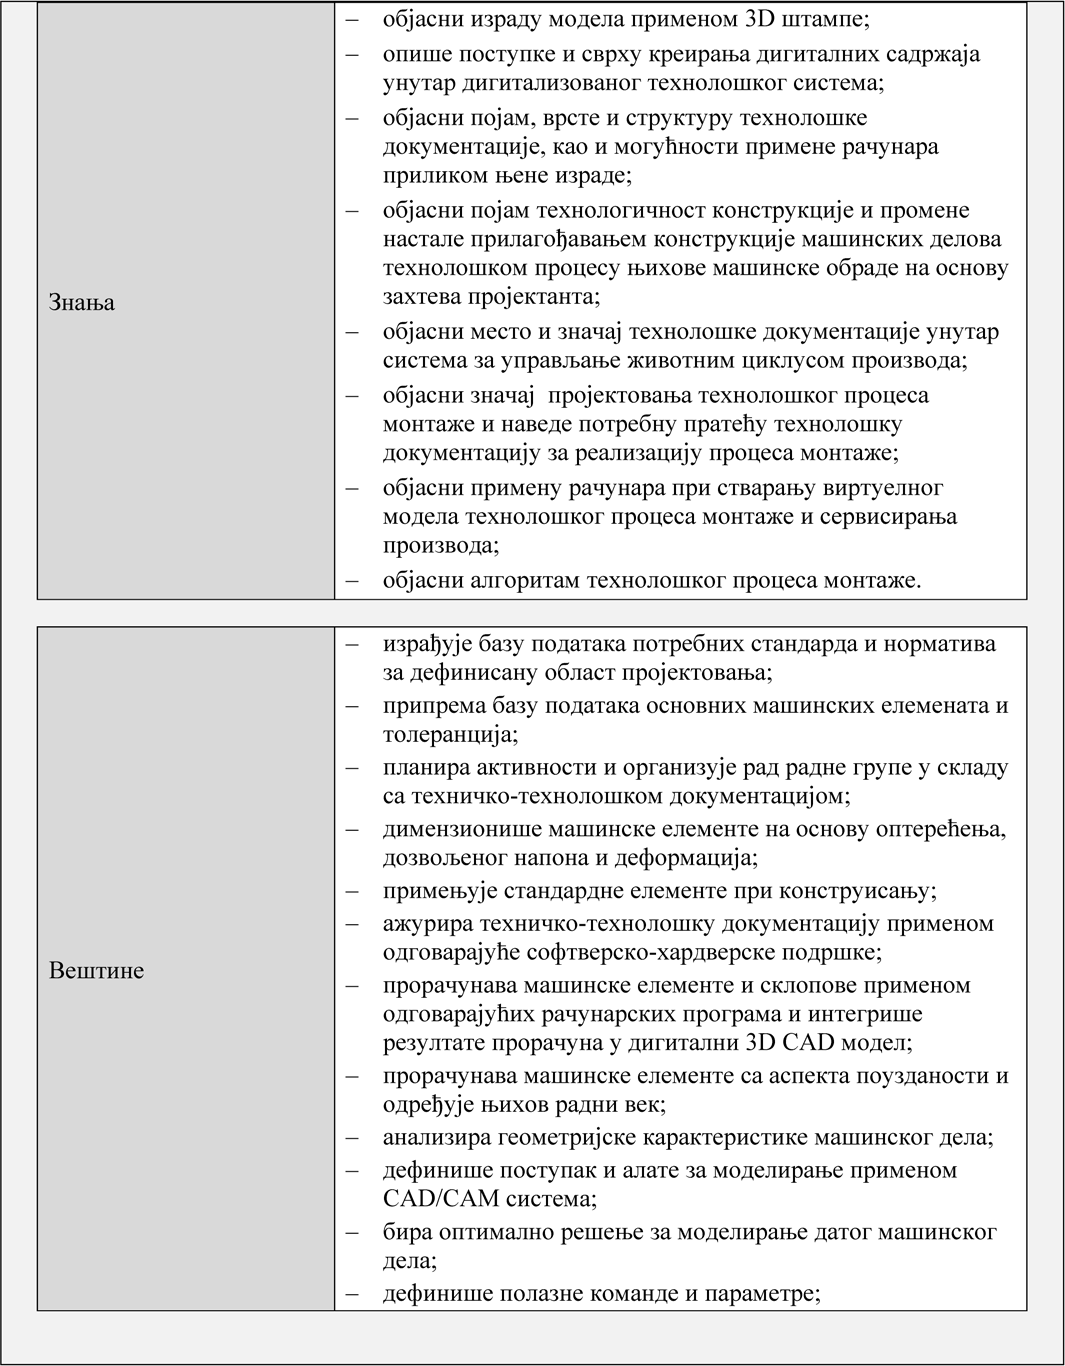 – објасни израду модела применом 3D штампе;
– опише поступке и сврху креирања дигиталних садржаја
унутар дигитализованог технолошког система;
– објасни појам, врсте и структуру технолошке
документације, као и могућности примене рачунара
приликом њене израде;
– објасни појам технологичност конструкције и промене
настале прилагођавањем конструкције машинских делова
технолошком процесу њихове машинске обраде на основу
захтева пројектанта;
Знања
– објасни место и значај технолошке документације унутар
система за управљање животним циклусом производа;
– објасни значај  пројектовања технолошког процеса
монтаже и наведе потребну пратећу технолошку
документацију за реализацију процеса монтаже;
– објасни примену рачунара при стварању виртуелног
модела технолошког процеса монтаже и сервисирања
производа;
– објасни алгоритам технолошког процеса монтаже.
– израђује базу података потребних стандарда и норматива
за дефинисану област пројектовања;
– припрема базу података основних машинских елемената и
толеранција;
– планира активности и организује рад радне групе у складу
са техничко-технолошком документацијом;
– димензионише машинске елементе на основу оптерећења,
дозвољеног напона и деформација;
– примењује стандардне елементе при конструисању;
– ажурира техничко-технолошку документацију применом
одговарајуће софтверско-хардверске подршке;
Вештине
– прорачунава машинске елементе и склопове применом
одговарајућих рачунарских програма и интегрише
резултате прорачуна у дигитални 3D CAD модел;
– прорачунава машинске елементе са аспекта поузданости и
одређује њихов радни век;
– анализира геометријске карактеристике машинског дела;
– дефинише поступак и алате за моделирање применом
CAD/CAM система;
– бира оптимално решење за моделирање датог машинског
дела;
– дефинише полазне команде и параметре;